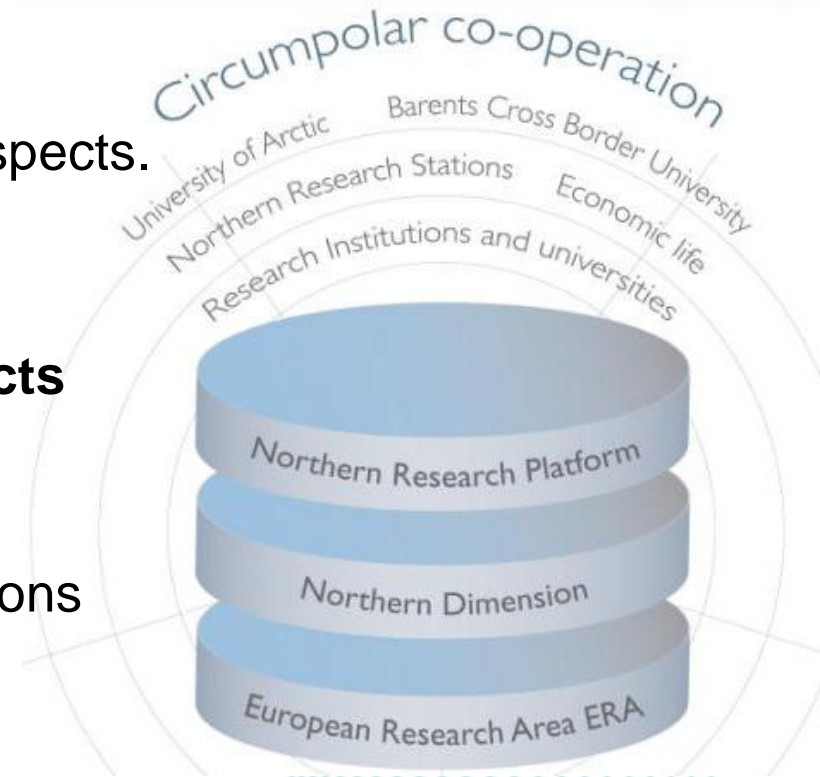 Circumpolar co-operation
Barents Cross Border University
University of Arctic
spects.
Northern Research Stations
Economic life
Research Institutions and universities
cts
Northern Research Platform
ons
Northern Dimension
European Research Area ERA